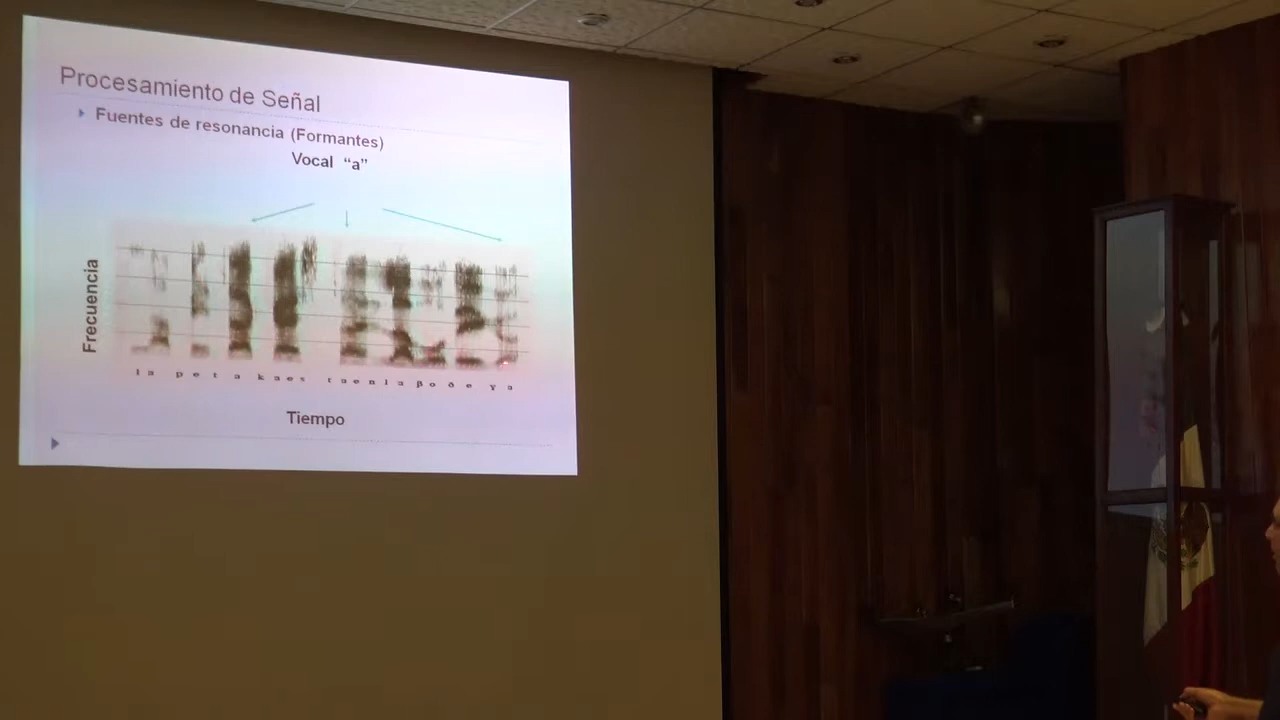 Procesamiento de Señal
Fuentes de resonancia (Formantes)
Vocal “a”
Frecuencia
l a p e t a k a e s t a e n l a β o ð e γ a
Tiempo